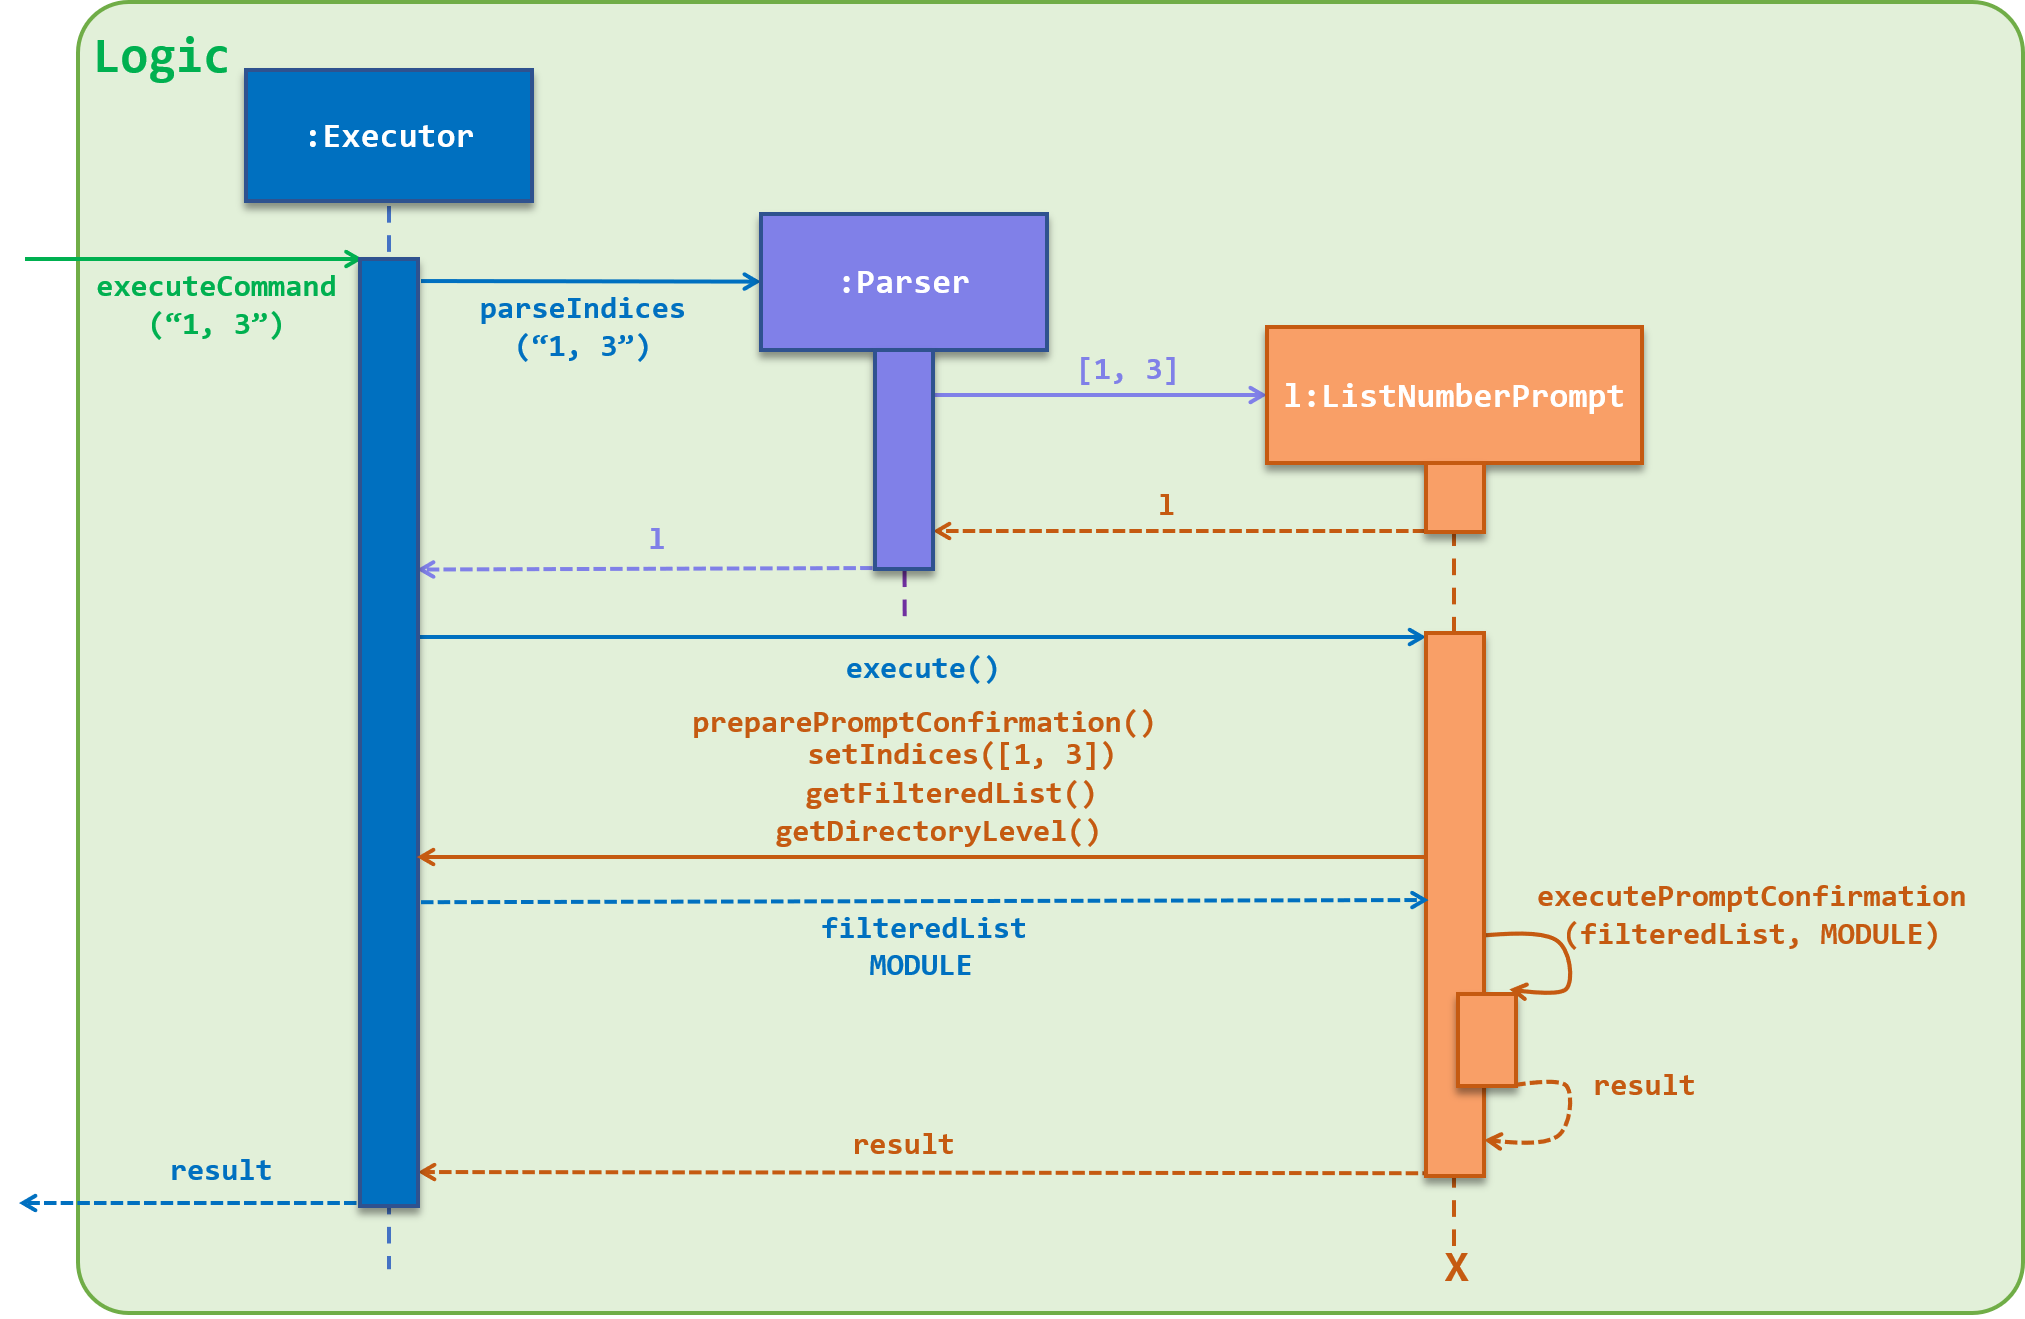 Logic
:Executor
executeCommand
(“1, 3”)
parseIndices
(“1, 3”)
:Parser
[1, 3]
l:ListNumberPrompt
l
l
execute()
preparePromptConfirmation()
setIndices([1, 3])
getFilteredList()
getDirectoryLevel()
filteredList
MODULE
executePromptConfirmation
(filteredList, MODULE)
result
result
result
X